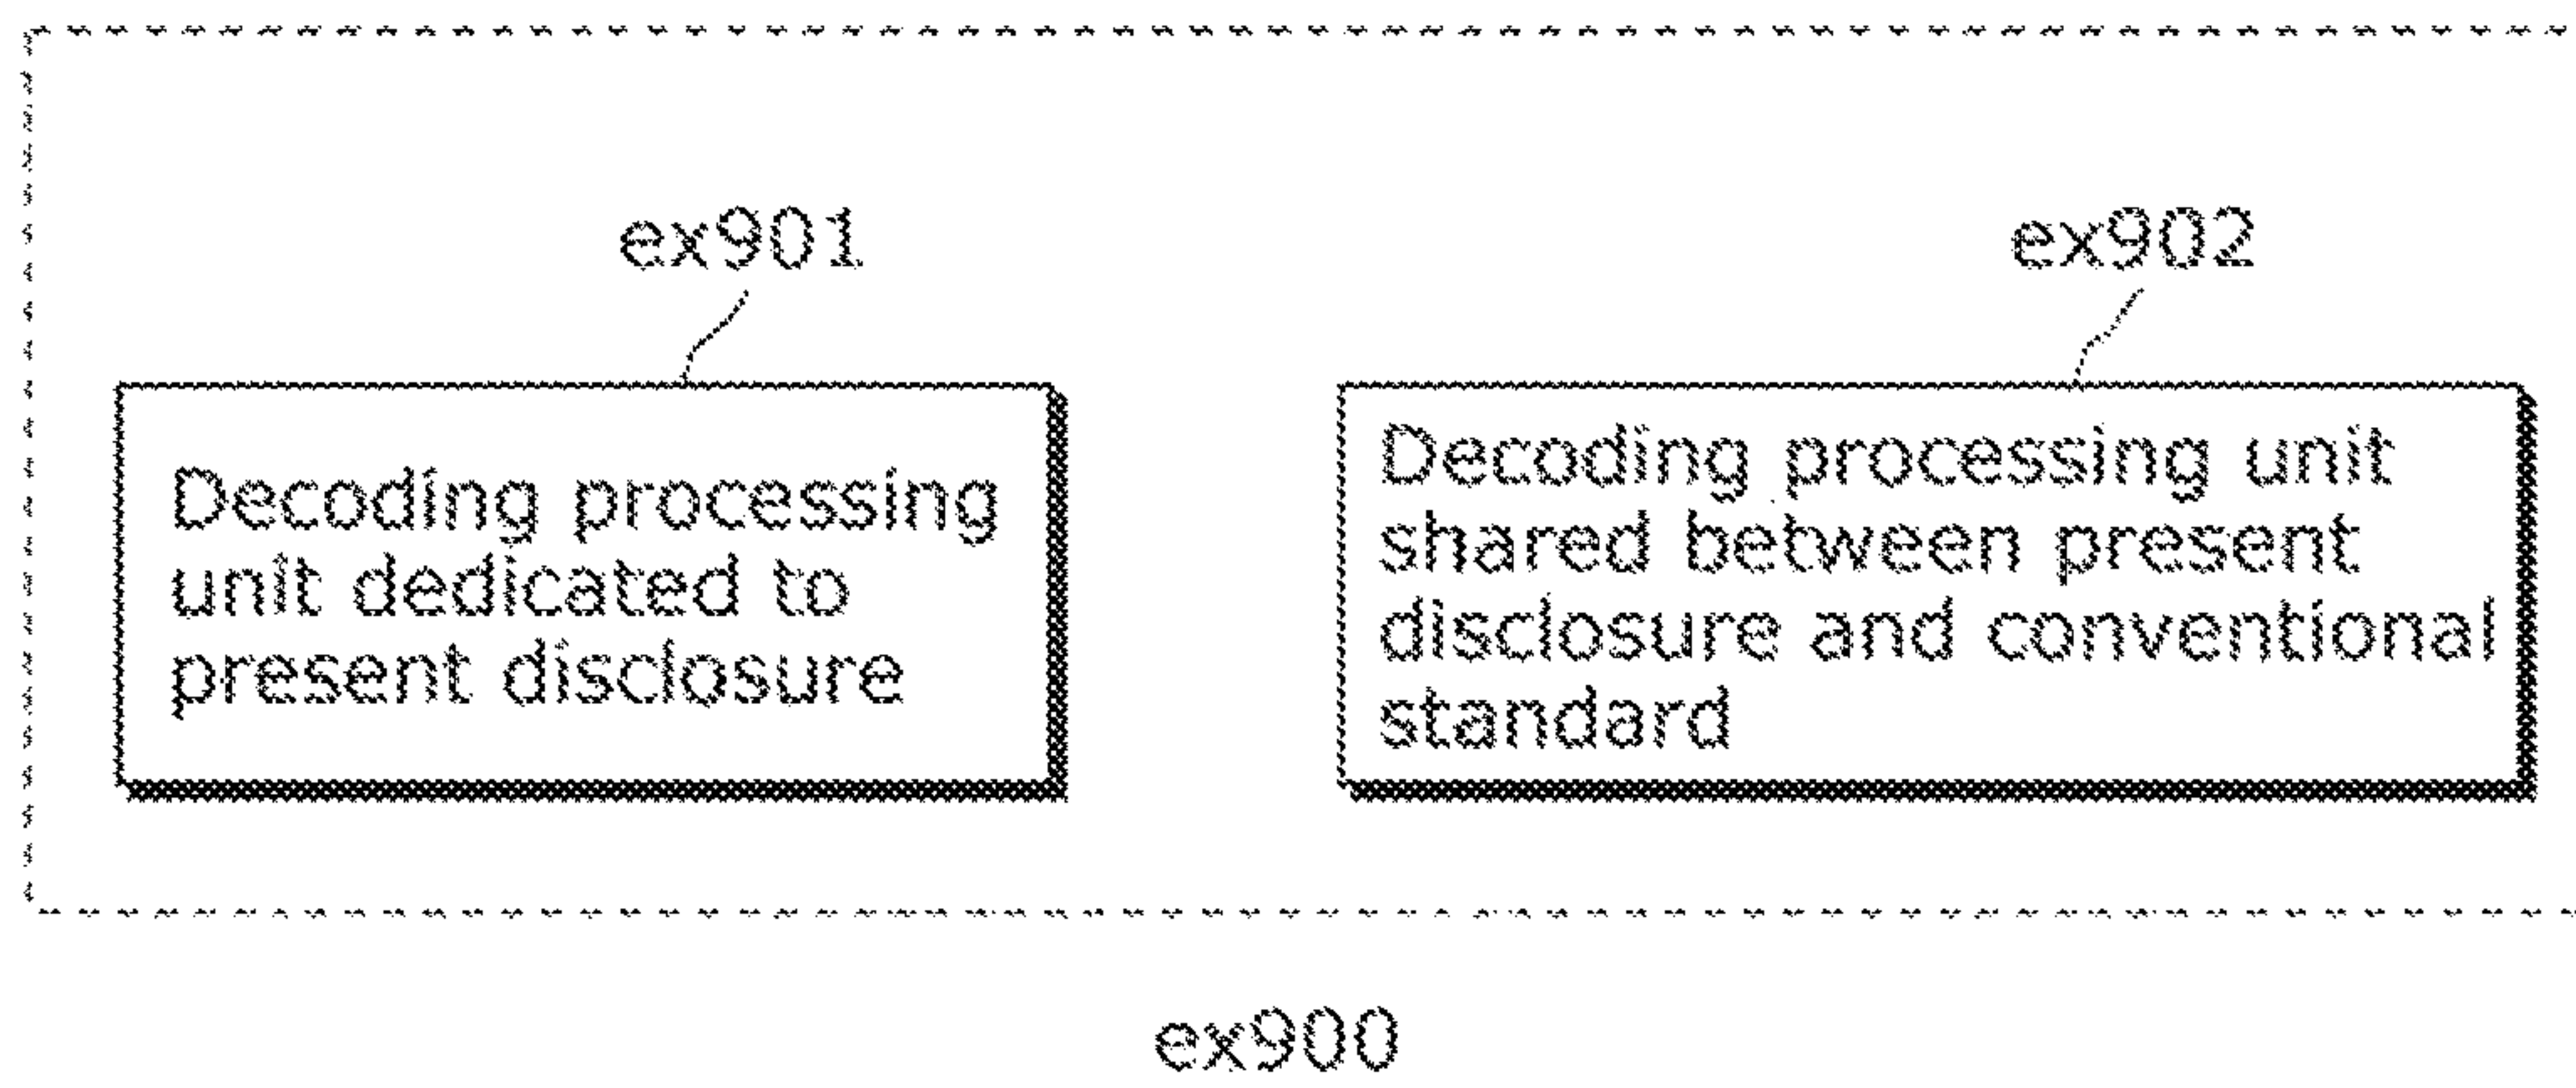 ex901
ex902
Decoding processing
unit dedicated to
present disclosure
Decoding processing unit
shared between present
disclosure and conventional
standard
ex900